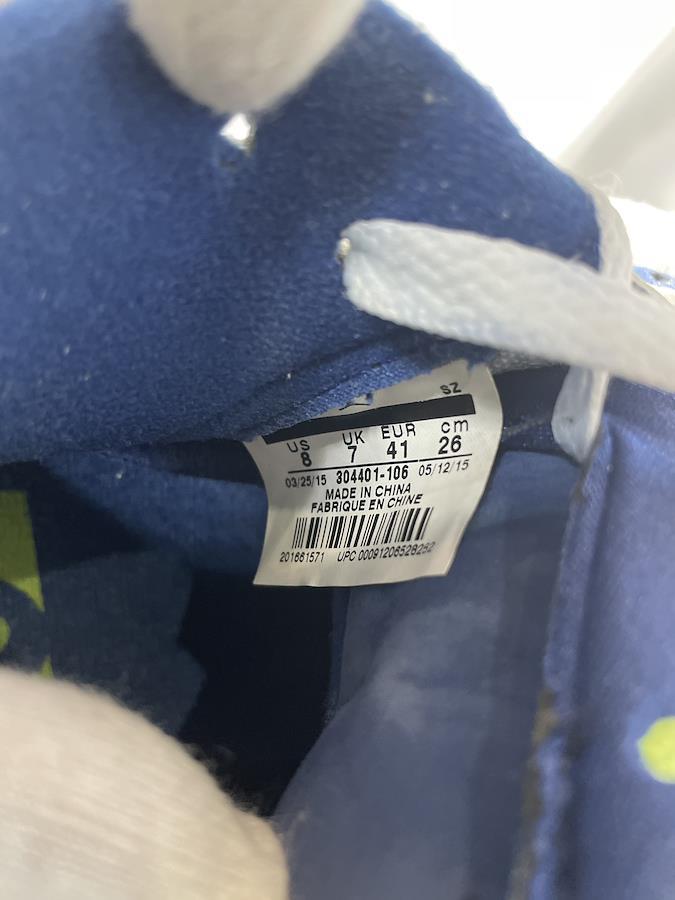 SZ
US UK EUR cm
8 7 41 26
03/25/15 304401-106 05/12/15
MADE IN CHINA
FABRIQUE EN CHINE
201661571 UPC 00091206528252